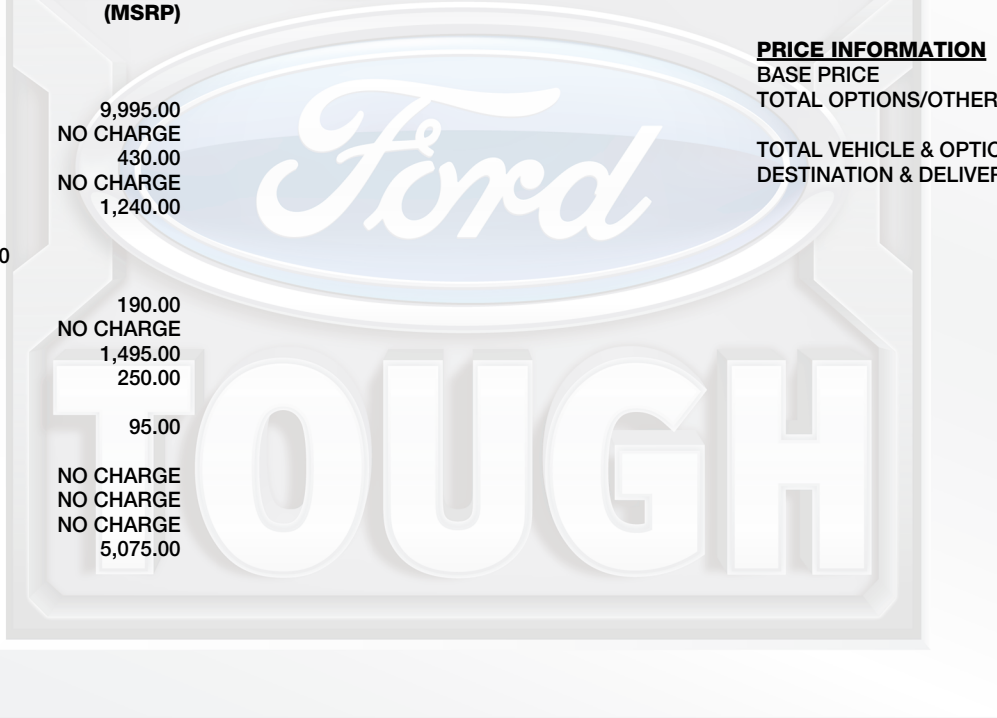 (MSRP)
9,995.00
NO CHARGE
430.00
NO CHARGE
1,240.00
0
190.00
NO CHARGE
1,495.00
250.00
95.00
NO CHARGE
NO CHARGE
NO CHARGE
5,075.00
PRICE INFORMATION
BASE PRICE
TOTAL OPTIONS/OTHER
TOTAL VEHICLE & OPTIO
DESTINATION & DELIVER
Ford
TOUGH